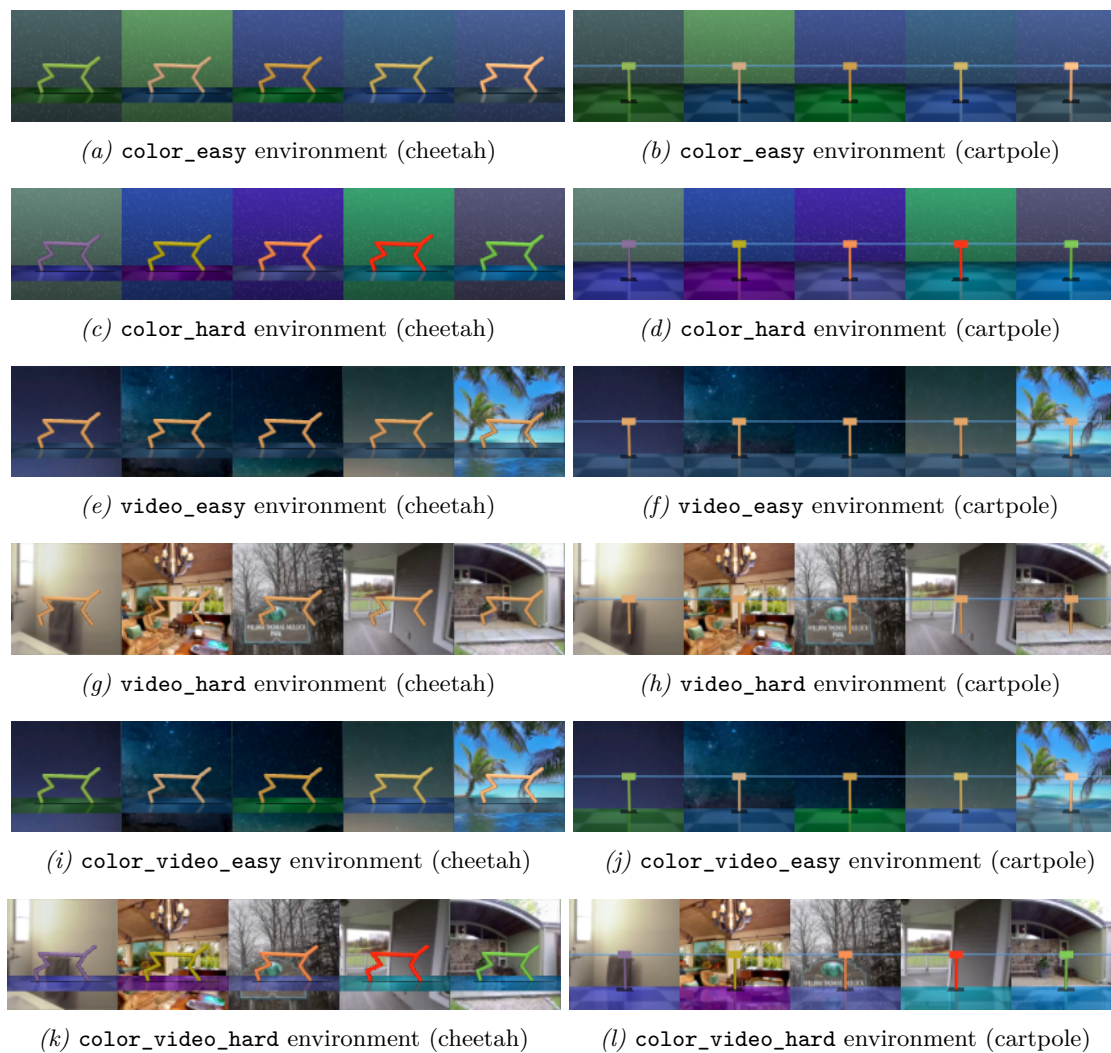 (a) color_easy environment (cheetah)
(b) color_easy environment (cartpole)
(c) color_hard environment (cheetah)
(d) color_hard environment (cartpole)
(e) video_easy environment (cheetah)
(f) video_easy environment (cartpole)
(g) video_hard environment (cheetah)
(h) video_hard environment (cartpole)
(i) color_video_easy environment (cheetah)
(j) color_video_easy environment (cartpole)
(k) color_video_hard environment (cheetah)
(l) color_video_hard environment (cartpole)